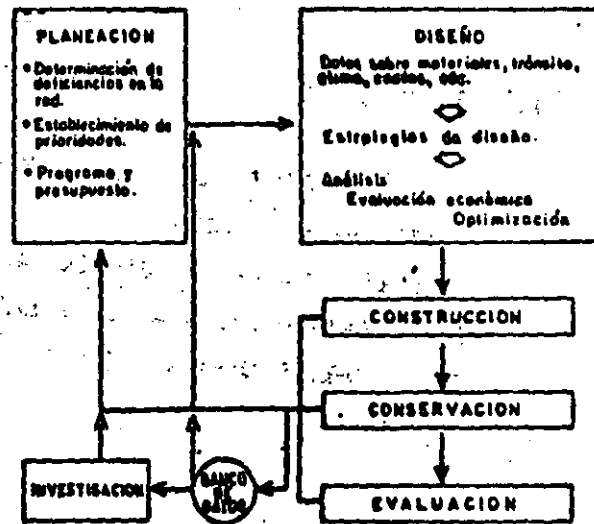 PLANEACION
• Determinación de
deficiencias en la
red.
• Establecimiento de
prioridades.
• Programa y
presupuesto.
DISEÑO
Datos sobre materiales, tránsito,
clima, costos, etc.
Estrategias de diseño.
Análisis
Evaluación económica
Optimización
CONSTRUCCION
CONSERVACION
EVALUACION
BANCO
DE
DATOS
INVESTIGACION